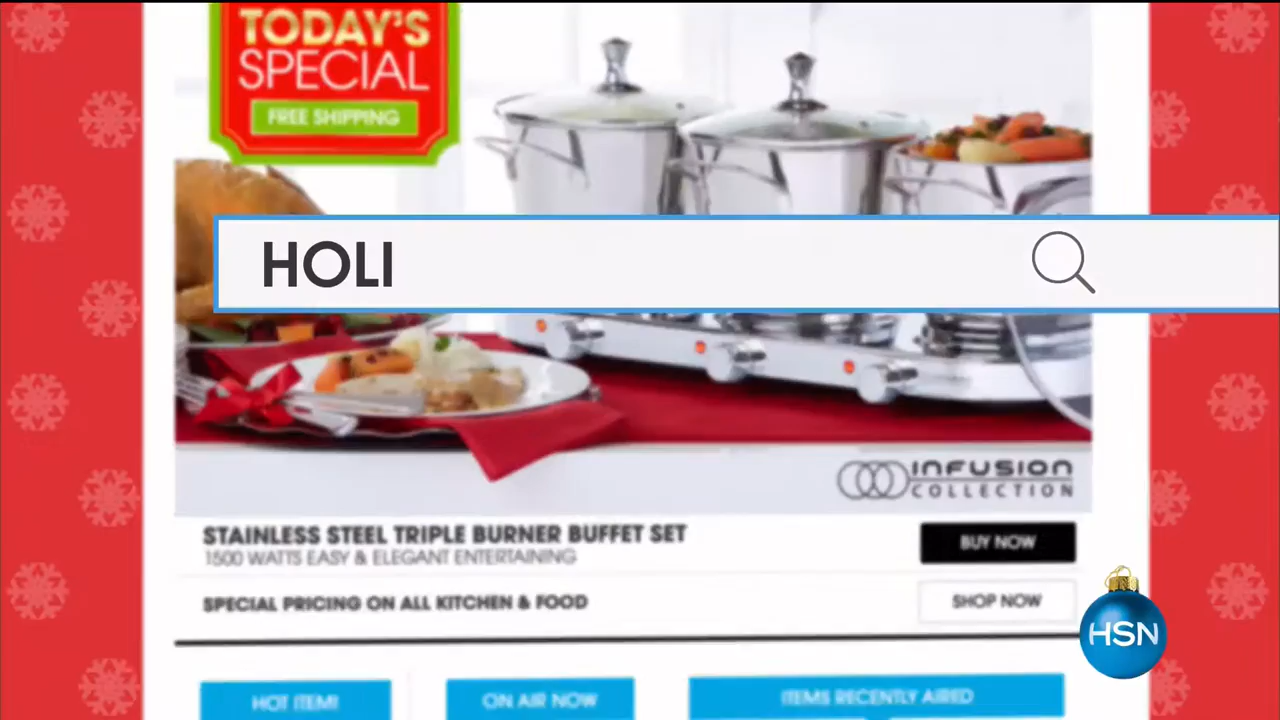 TODAY'S
SPECIAL
FREE SHIPPING
HOLI
INFUSION
COLLECTION
STAINLESS STEEL TRIPLE BURNER BUFFET SET
1500 WATTS EASY & ELEGANT ENTERTAINING
BUY NOW
SPECIAL PRICING ON ALL KITCHEN & FOOD
SHOP NOW
HSN
HOT ITEM!
ON AIR NOW
ITEMS RECENTLY AIRED